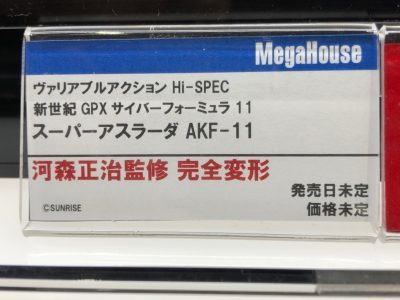 MegaHouse
ヴァリアブルアクション Hi-SPEC
新世紀 GPX サイバーフォーミュラ 11
スーパーアスラーダ AKF-11
河森正治監修 完全変形
発売日未定
価格未定
©SUNRISE